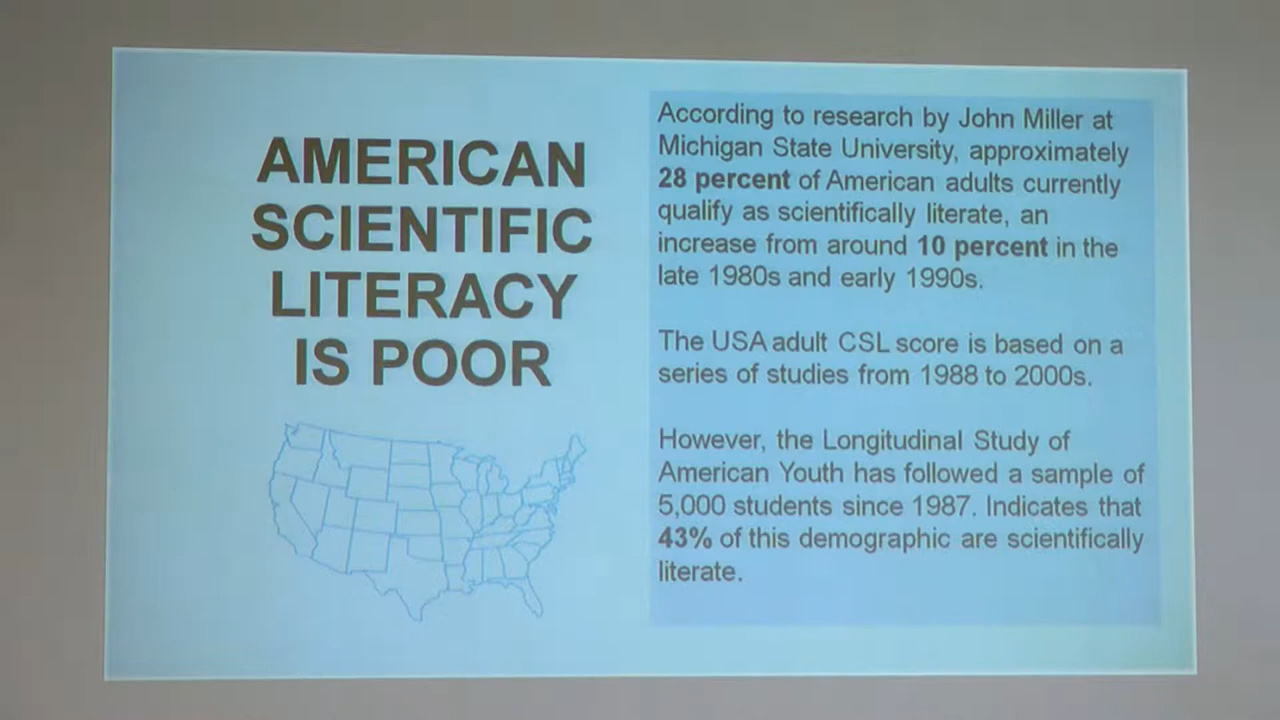 AMERICAN
SCIENTIFIC
LITERACY
IS POOR
According to research by John Miller at
Michigan State University, approximately
28 percent of American adults currently
qualify as scientifically literate, an
increase from around 10 percent in the
late 1980s and early 1990s.
The USA adult CSL score is based on a
series of studies from 1988 to 2000s.
However, the Longitudinal Study of
American Youth has followed a sample of
5,000 students since 1987. Indicates that
43% of this demographic are scientifically
literate.